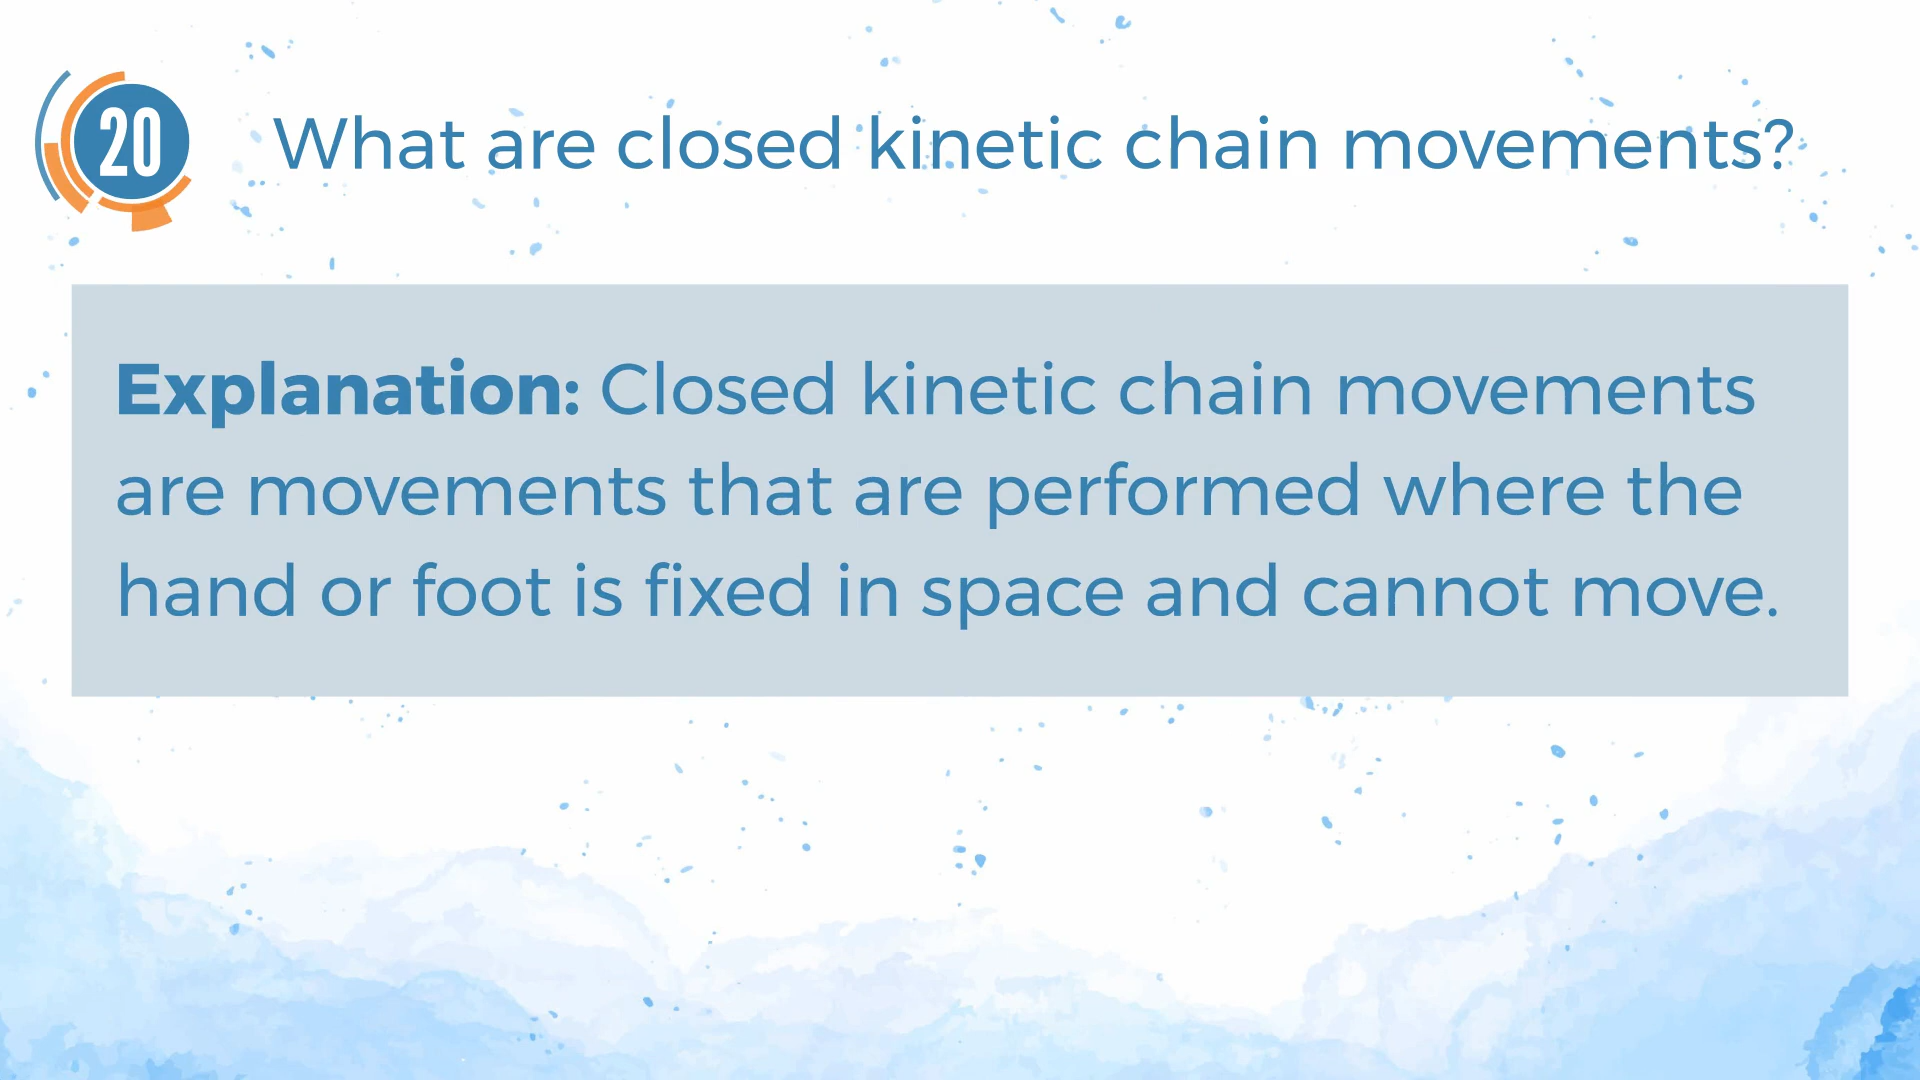 20
What are closed kinetic chain movements?
Explanation: Closed kinetic chain movements
are movements that are performed where the
hand or foot is fixed in space and cannot move.